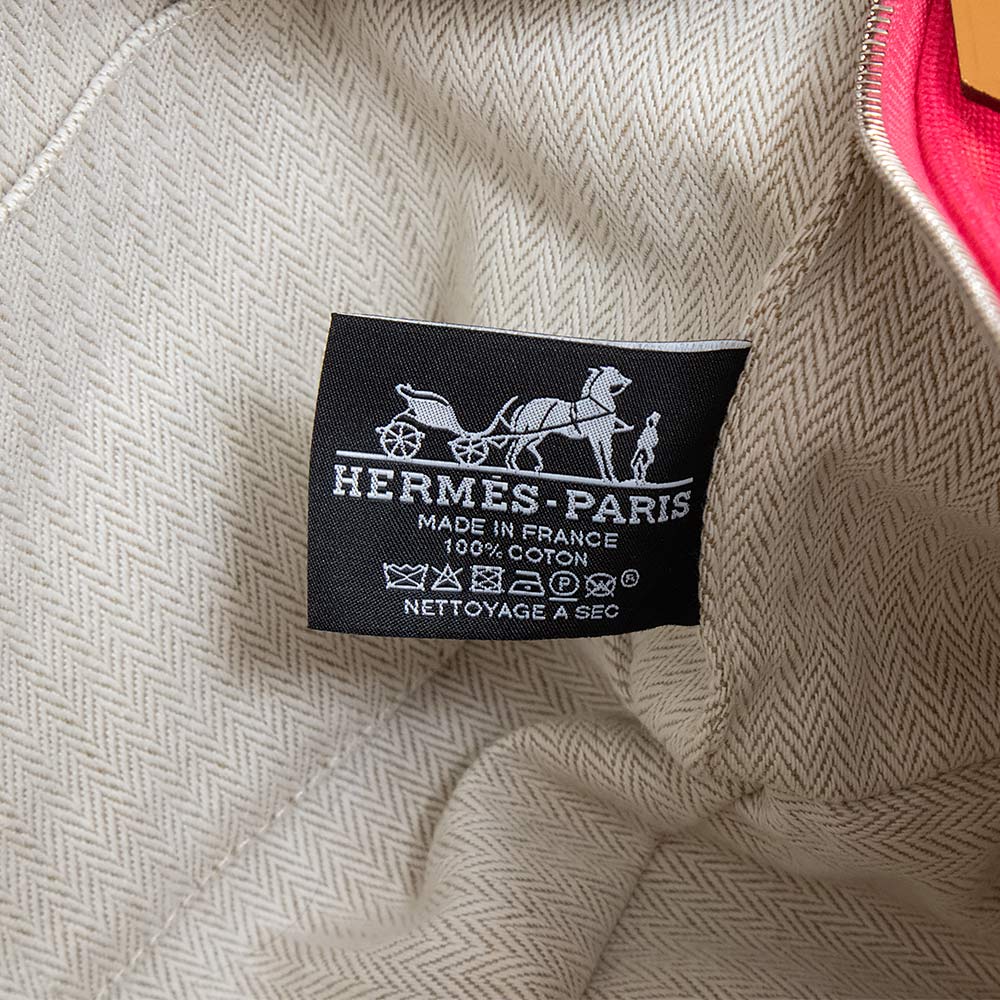 HERMÈS-PARIS
MADE IN FRANCE
100% COTON
P ®
NETTOYAGE A SEC